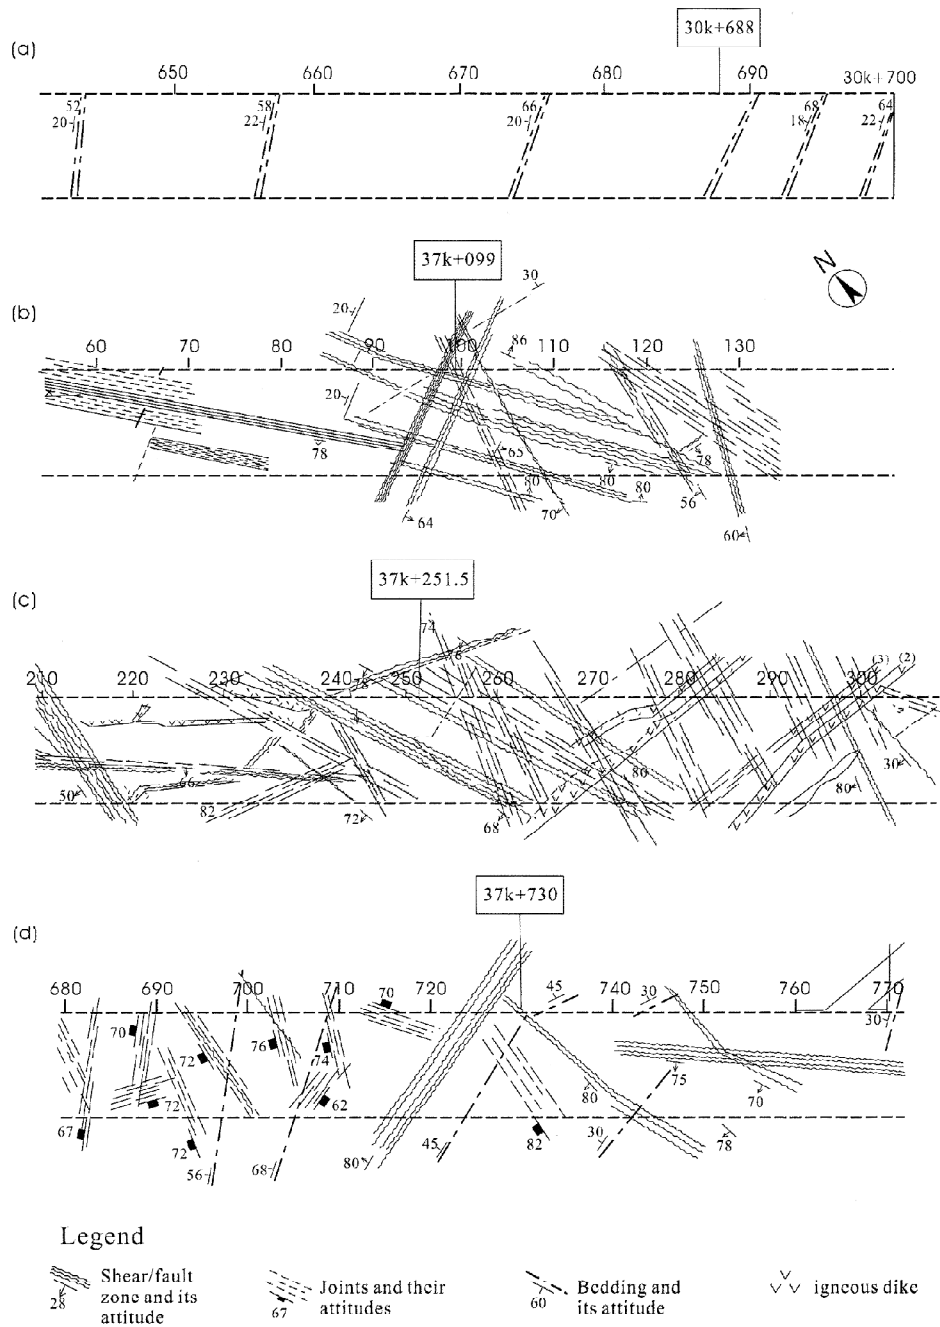 (a)
30k+688
650 660 670 680 690 30k+700
52 58 66 68 64
20 22 20 18 22
37k+099
N
(b)
20 30
60 70 80 90 100 110 120 130
86
20
78 65 78
80 80 80
64 70 56
60
37k+251.5
(c)
74
78
210 220 230 240 250 260 270 280 290 300 (3) (2)
66 80 30
50 80
82 72 68
37k+730
(d)
70 45 30
680 690 700 710 720 740 750 760 770
70 76 74 30
72 75
72 62 80 70
67 72 45 82 30 78
56 68 80
Legend
Shear/fault
zone and its
attitude
28
Joints and their
attitudes
67
Bedding and
its attitude
60
igneous dike